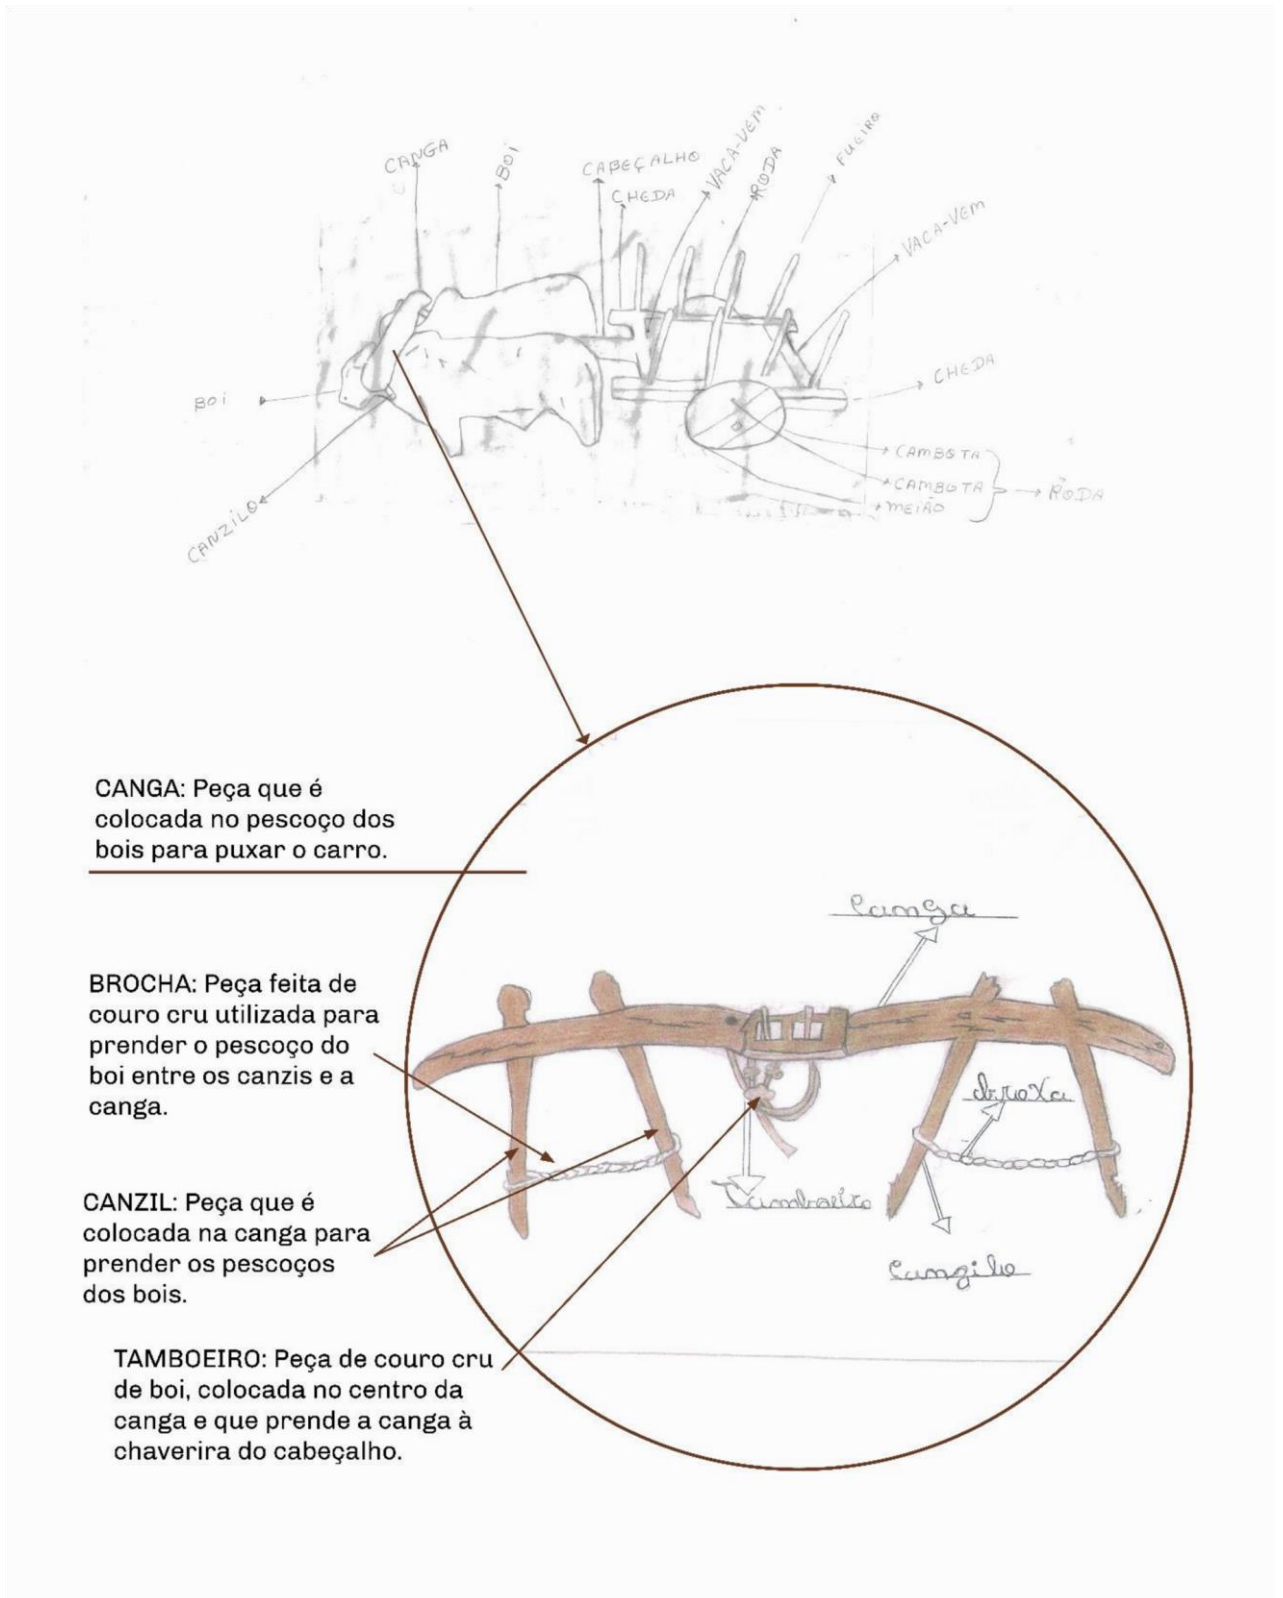 CANGA
BOI
CABEÇALHO
CHEDA
VACA-VEM
RODA
FUEIRO
VACA-VEM
BOI
CHEDA
CANZILO
CAMBOTA
CAMBOTA
MEIÃO
RODA
CANGA: Peça que é
colocada no pescoço dos
bois para puxar o carro.
BROCHA: Peça feita de
couro cru utilizada para
prender o pescoço do
boi entre os canzis e a
canga.
CANZIL: Peça que é
colocada na canga para
prender os pescoços
dos bois.
TAMBOEIRO: Peça de couro cru
de boi, colocada no centro da
canga e que prende a canga à
chaverira do cabeçalho.
Canga
broxa
Tamboeiro
Cangilo